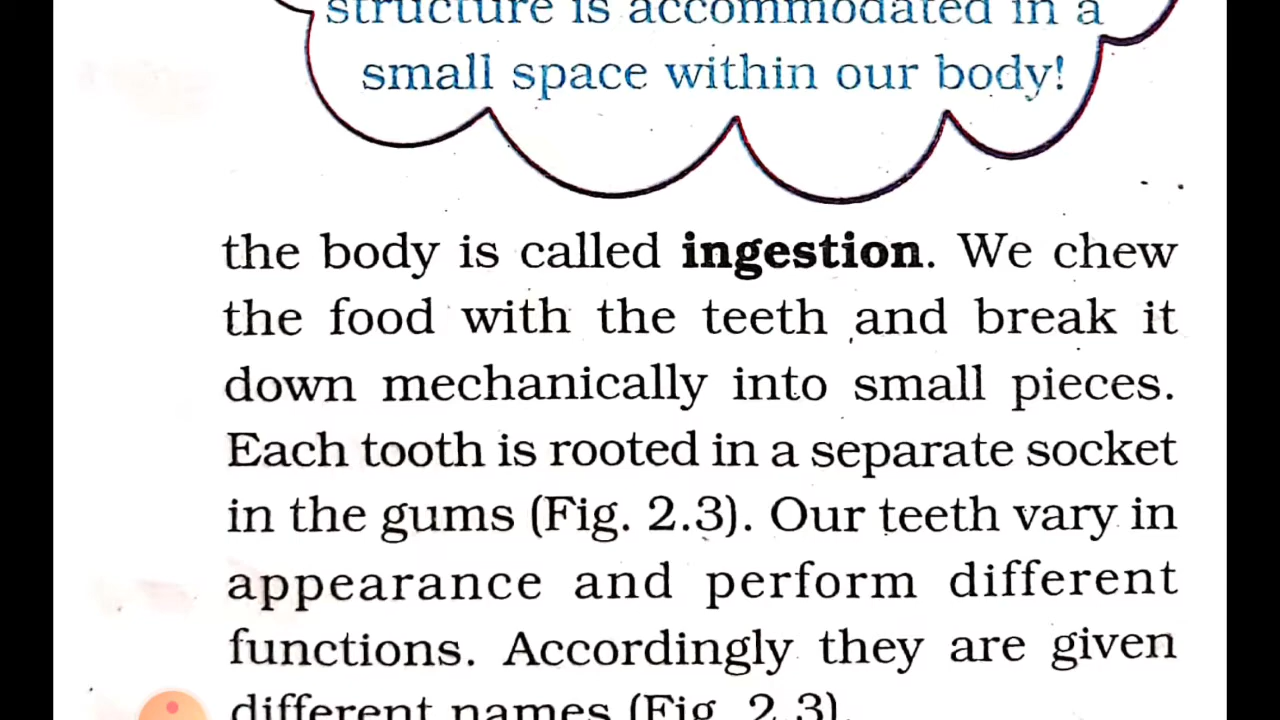 structure is accommodated in a
small space within our body!
the body is called ingestion. We chew
the food with the teeth and break it
down mechanically into small pieces.
Each tooth is rooted in a separate socket
in the gums (Fig. 2.3). Our teeth vary in
appearance and perform different
functions. Accordingly they are given
different names (Fig. 2.3).